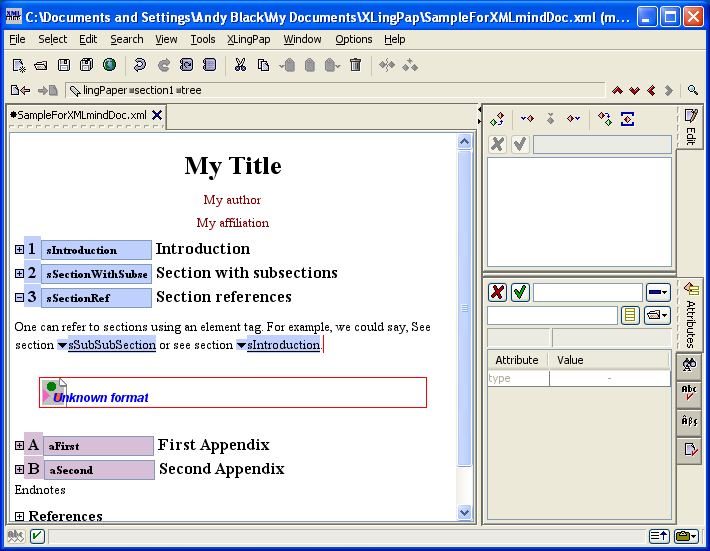 C:\Documents and Settings\Andy Black\My Documents\XLingPap\SampleForXMLmindDoc.xml (m...
File Select Edit Search View Tools XLingPap Window Options Help
lingPaper section1 tree
SampleForXMLmindDoc.xml
Edit
My Title
My author
My affiliation
1 sIntroduction Introduction
2 sSectionWithSubse Section with subsections
3 sSectionRef Section references
One can refer to sections using an element tag. For example, we could say, See
section sSubSubSection or see section sIntroduction.
Unknown format
A aFirst First Appendix
B aSecond Second Appendix
Endnotes
References
Attributes
Attribute Value
type -